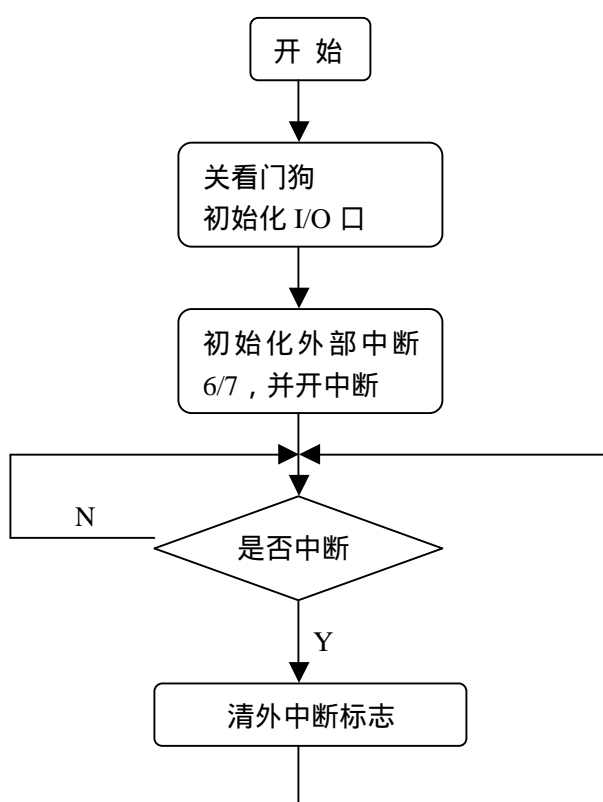 开 始
关看门狗
初始化 I/O 口
初始化外部中断
6/7，并开中断
N
是否中断
Y
清外中断标志